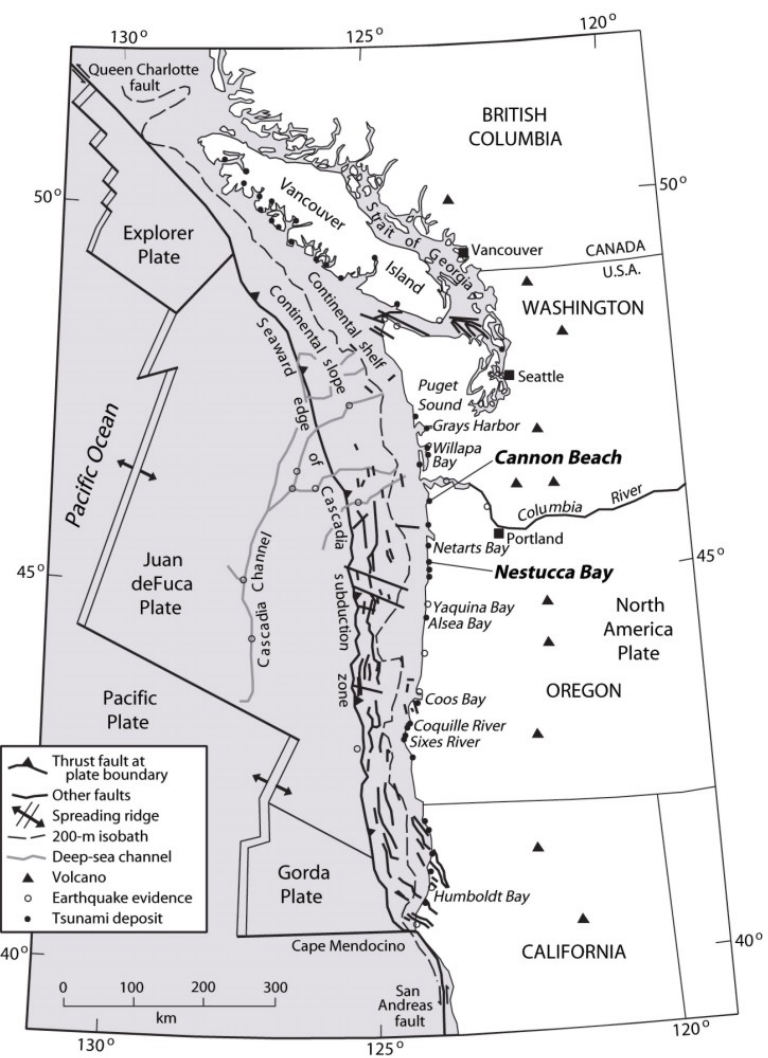 130°
125°
120°
Queen Charlotte
fault
BRITISH
COLUMBIA
50°
50°
Vancouver
Island
Strait of Georgia
Vancouver
CANADA
U.S.A.
Explorer
Plate
WASHINGTON
Continental shelf
Continental slope
Seaward edge of Cascadia subduction zone
Seattle
Puget
Sound
Grays Harbor
Willapa
Bay
Pacific Ocean
Cannon Beach
Columbia River
Portland
Netarts Bay
45°
45°
Nestucca Bay
Juan
deFuca
Plate
Cascadia Channel
Yaquina Bay
Alsea Bay
North
America
Plate
Pacific
Plate
OREGON
Coos Bay
Coquille River
Sixes River
Thrust fault at
plate boundary
Other faults
Spreading ridge
200-m isobath
Deep-sea channel
Volcano
Earthquake evidence
Tsunami deposit
Gorda
Plate
Humboldt Bay
Cape Mendocino
CALIFORNIA
40°
40°
0 100 200 300
km
San
Andreas
fault
130°
125°
120°